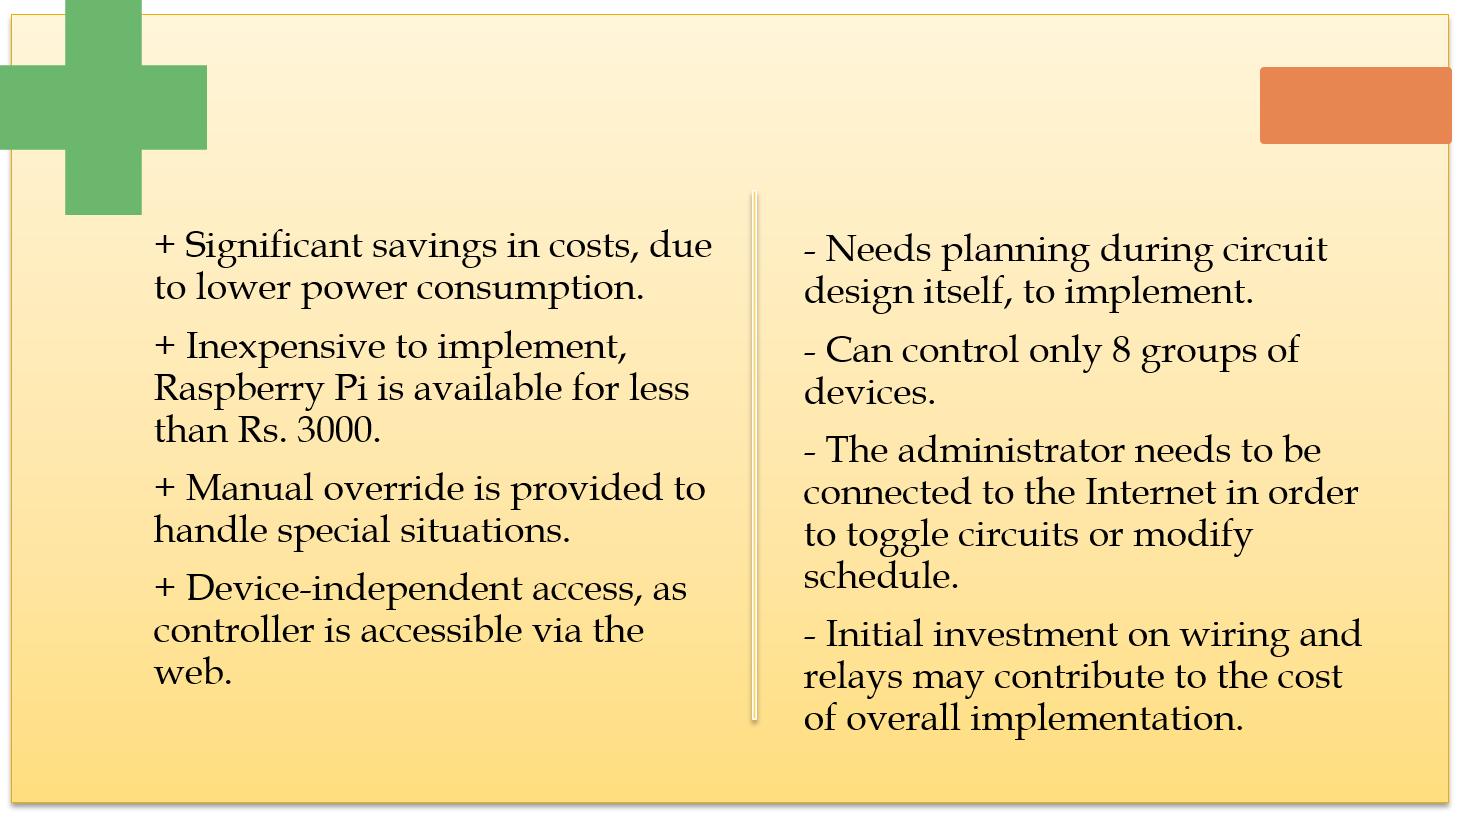 + Significant savings in costs, due
to lower power consumption.
+ Inexpensive to implement,
Raspberry Pi is available for less
than Rs. 3000.
+ Manual override is provided to
handle special situations.
+ Device-independent access, as
controller is accessible via the
web.
- Needs planning during circuit
design itself, to implement.
- Can control only 8 groups of
devices.
- The administrator needs to be
connected to the Internet in order
to toggle circuits or modify
schedule.
- Initial investment on wiring and
relays may contribute to the cost
of overall implementation.